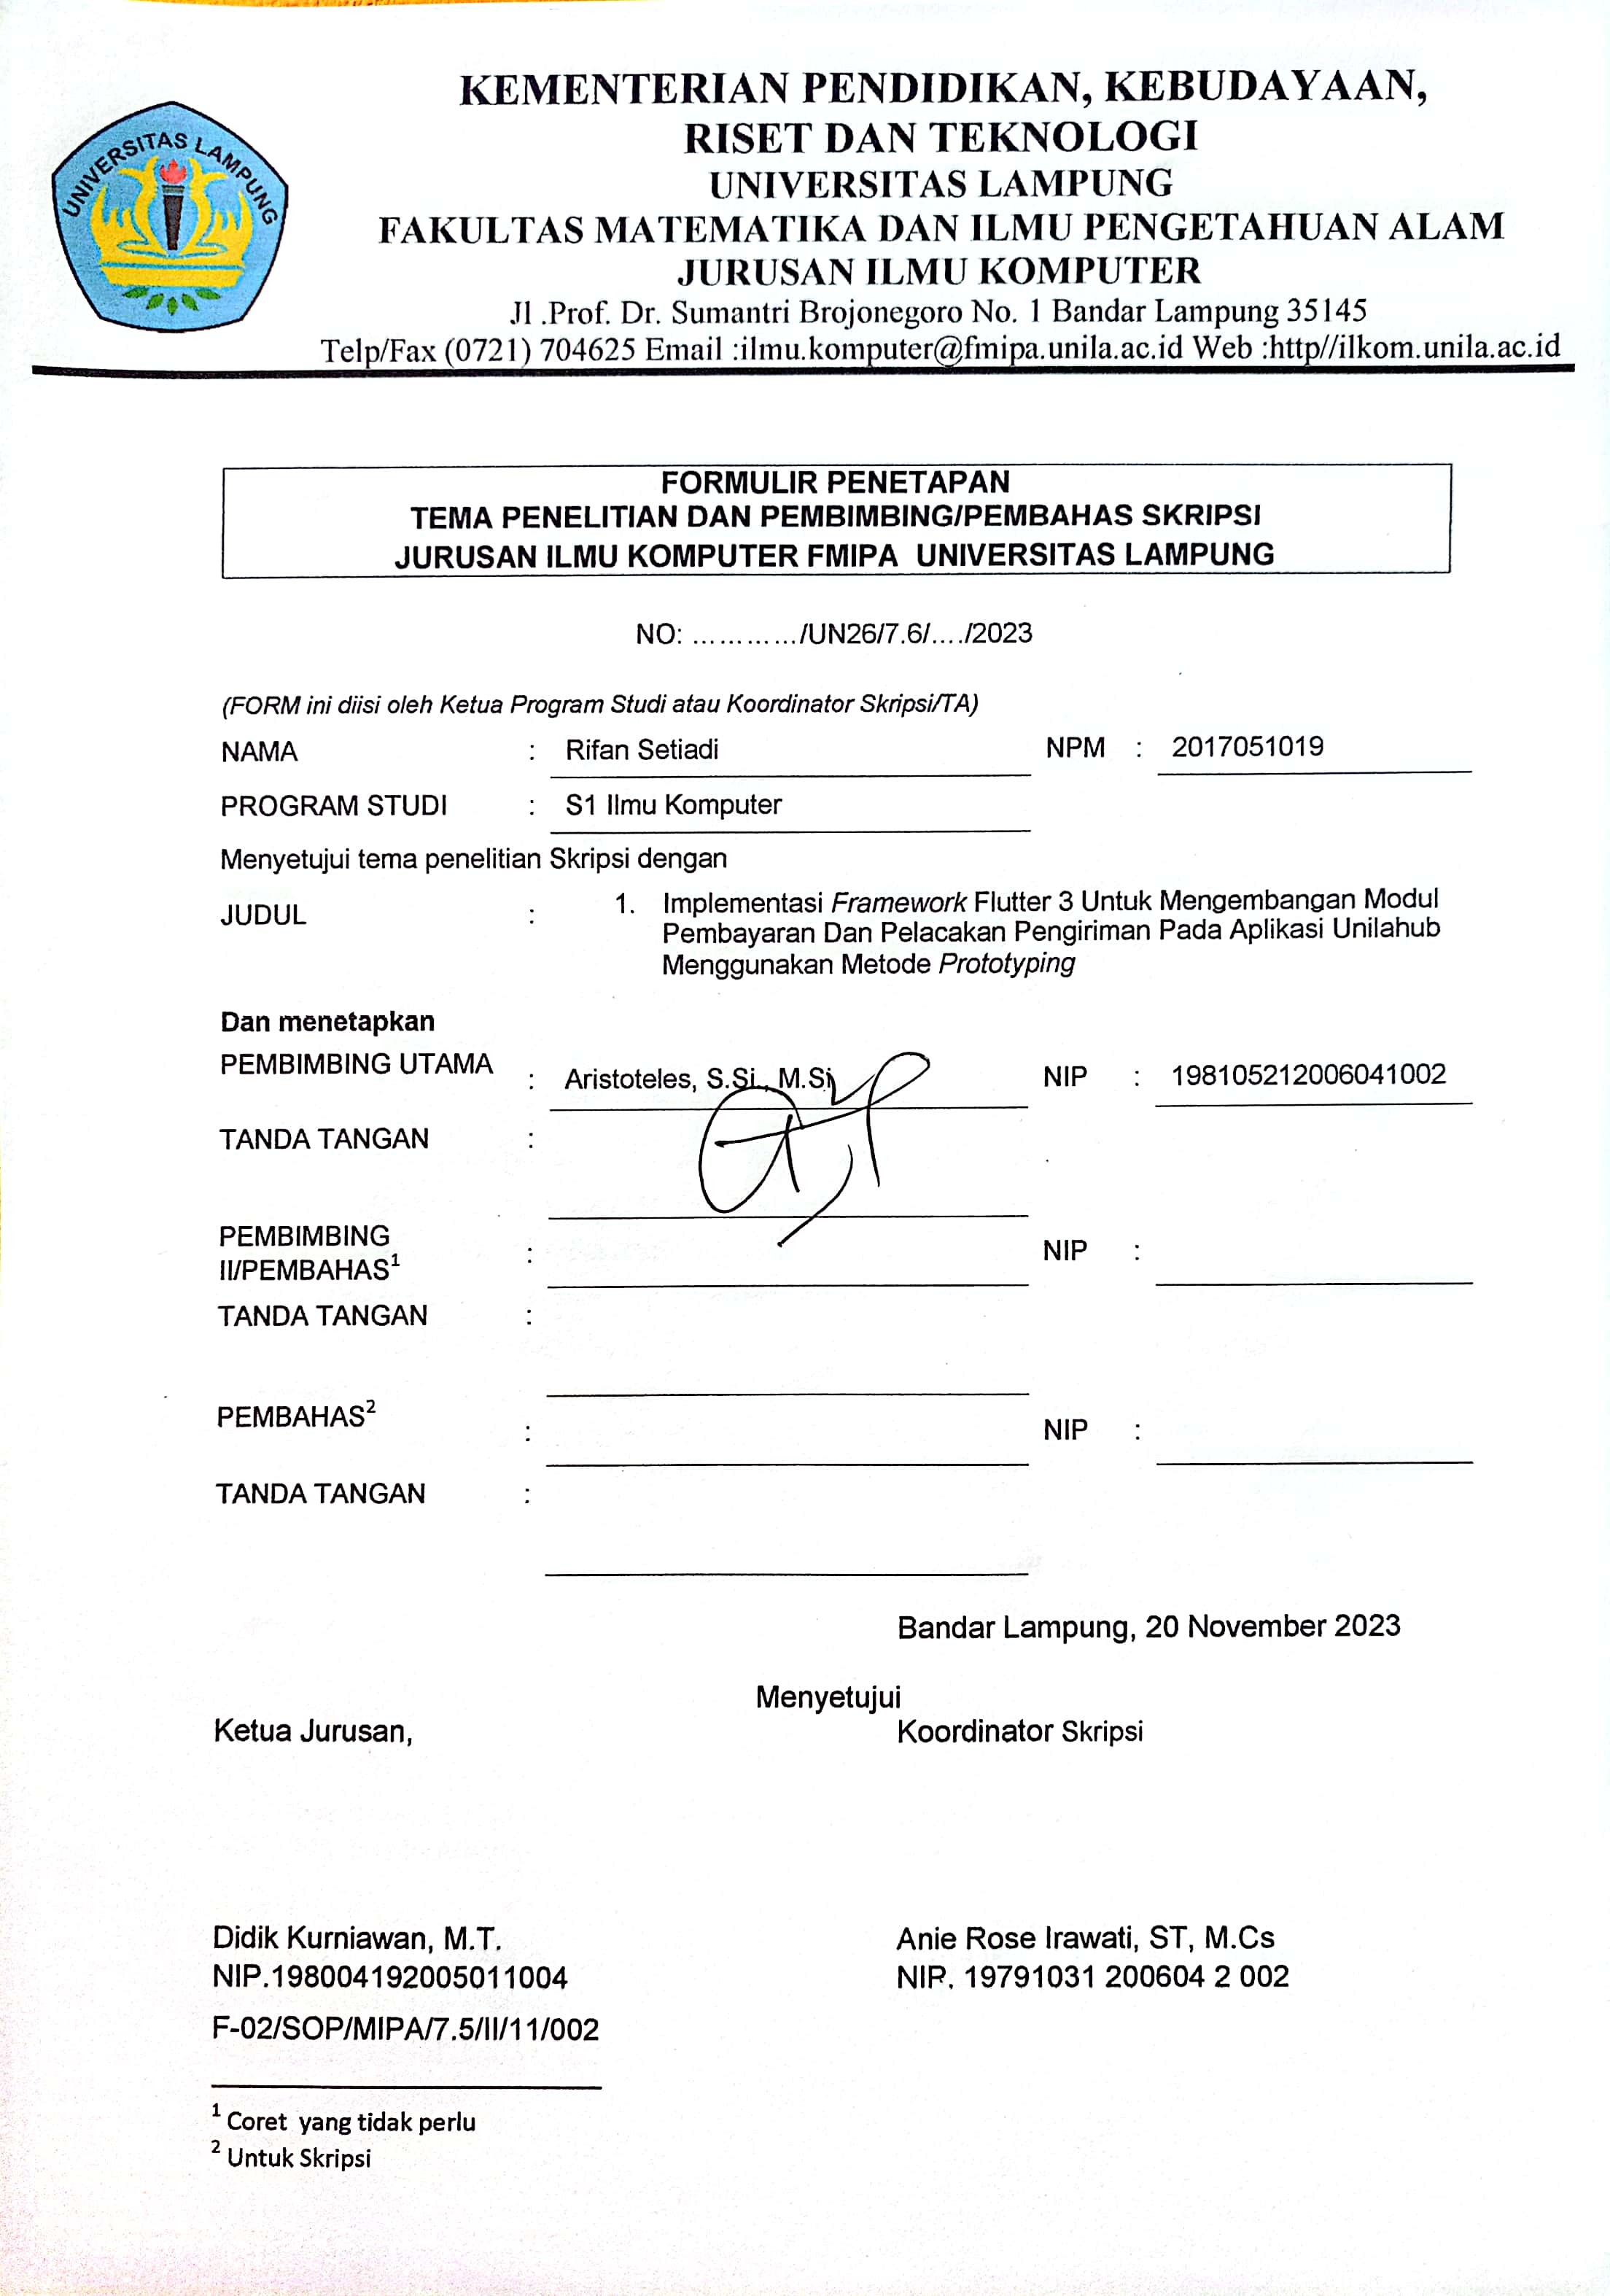 UNIVERSITAS LAMPUNG
KEMENTERIAN PENDIDIKAN, KEBUDAYAAN,
RISET DAN TEKNOLOGI
UNIVERSITAS LAMPUNG
FAKULTAS MATEMATIKA DAN ILMU PENGETAHUAN ALAM
JURUSAN ILMU KOMPUTER
Jl .Prof. Dr. Sumantri Brojonegoro No. 1 Bandar Lampung 35145
Telp/Fax (0721) 704625 Email :ilmu.komputer@fmipa.unila.ac.id Web :http//ilkom.unila.ac.id
FORMULIR PENETAPAN
TEMA PENELITIAN DAN PEMBIMBING/PEMBAHAS SKRIPSI
JURUSAN ILMU KOMPUTER FMIPA UNIVERSITAS LAMPUNG
NO: …………/UN26/7.6/…./2023
(FORM ini diisi oleh Ketua Program Studi atau Koordinator Skripsi/TA)
NAMA : Rifan Setiadi NPM : 2017051019
PROGRAM STUDI : S1 Ilmu Komputer
Menyetujui tema penelitian Skripsi dengan
JUDUL : 1. Implementasi Framework Flutter 3 Untuk Mengembangan Modul
Pembayaran Dan Pelacakan Pengiriman Pada Aplikasi Unilahub
Menggunakan Metode Prototyping
Dan menetapkan
PEMBIMBING UTAMA : Aristoteles, S.Si., M.Si NIP : 198105212006041002
TANDA TANGAN :
PEMBIMBING
II/PEMBAHAS¹ : NIP :
TANDA TANGAN :
PEMBAHAS² : NIP :
TANDA TANGAN :
Bandar Lampung, 20 November 2023
Menyetujui
Ketua Jurusan, Koordinator Skripsi
Didik Kurniawan, M.T. Anie Rose Irawati, ST, M.Cs
NIP.198004192005011004 NIP. 19791031 200604 2 002
F-02/SOP/MIPA/7.5/II/11/002
¹ Coret yang tidak perlu
² Untuk Skripsi